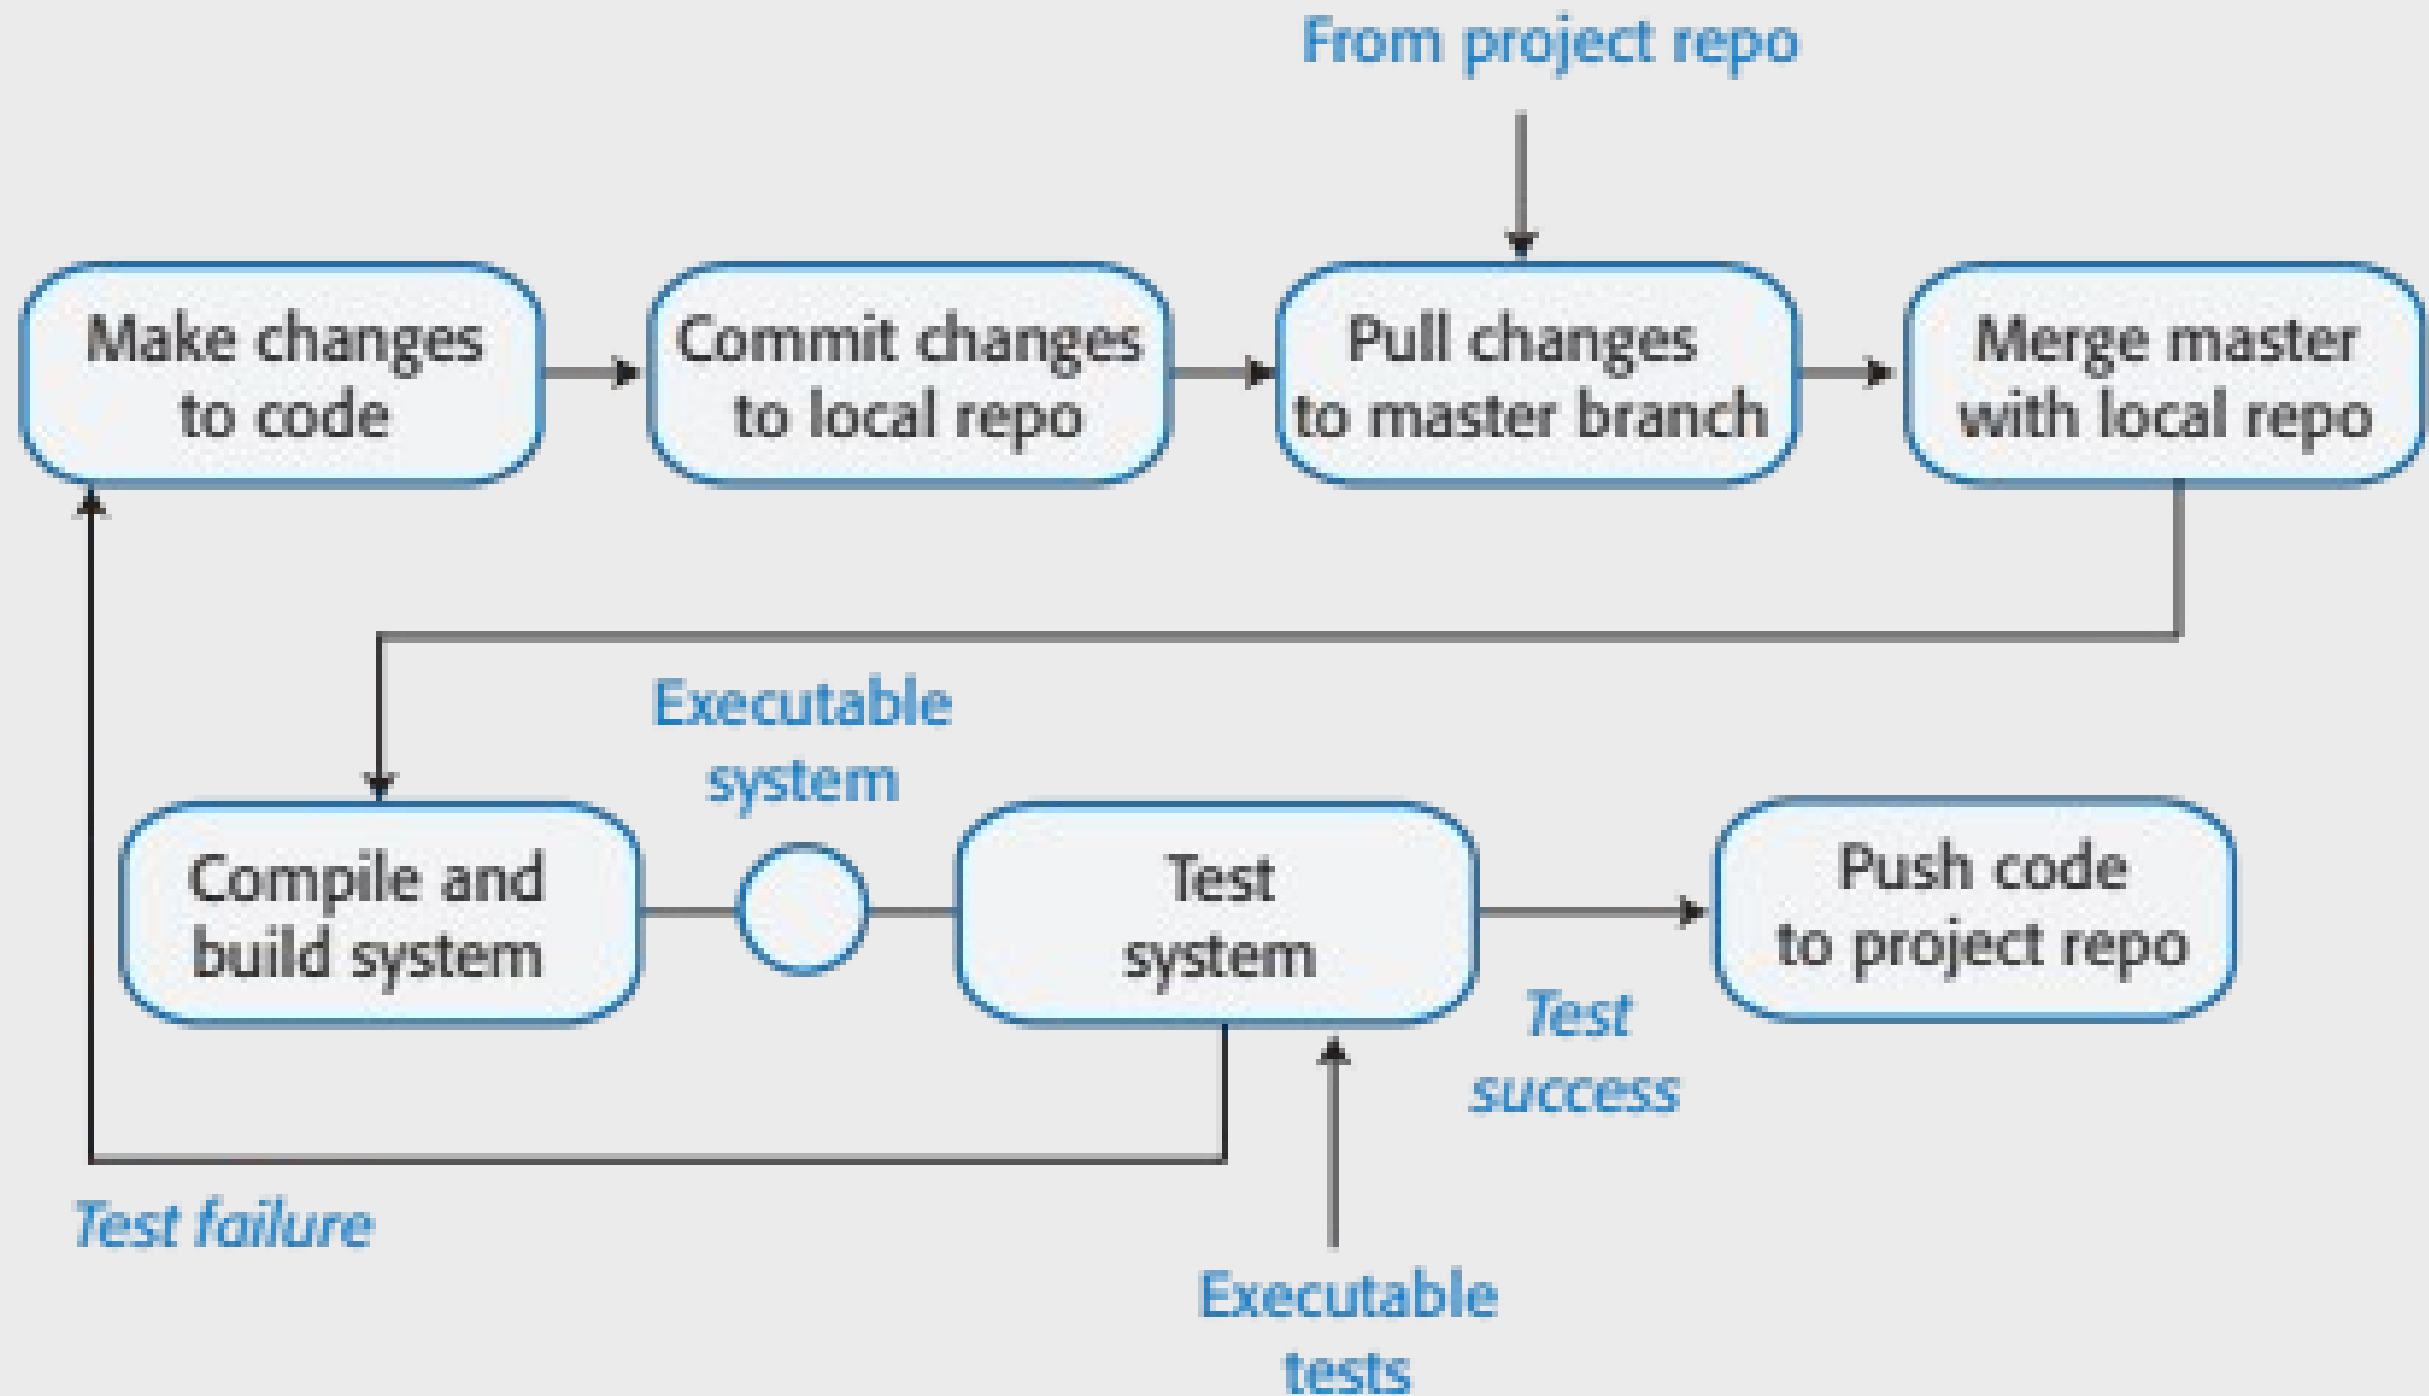 From project repo
Make changes
to code
Commit changes
to local repo
Pull changes
to master branch
Merge master
with local repo
Executable
system
Compile and
build system
Test
system
Push code
to project repo
Test
success
Test failure
Executable
tests